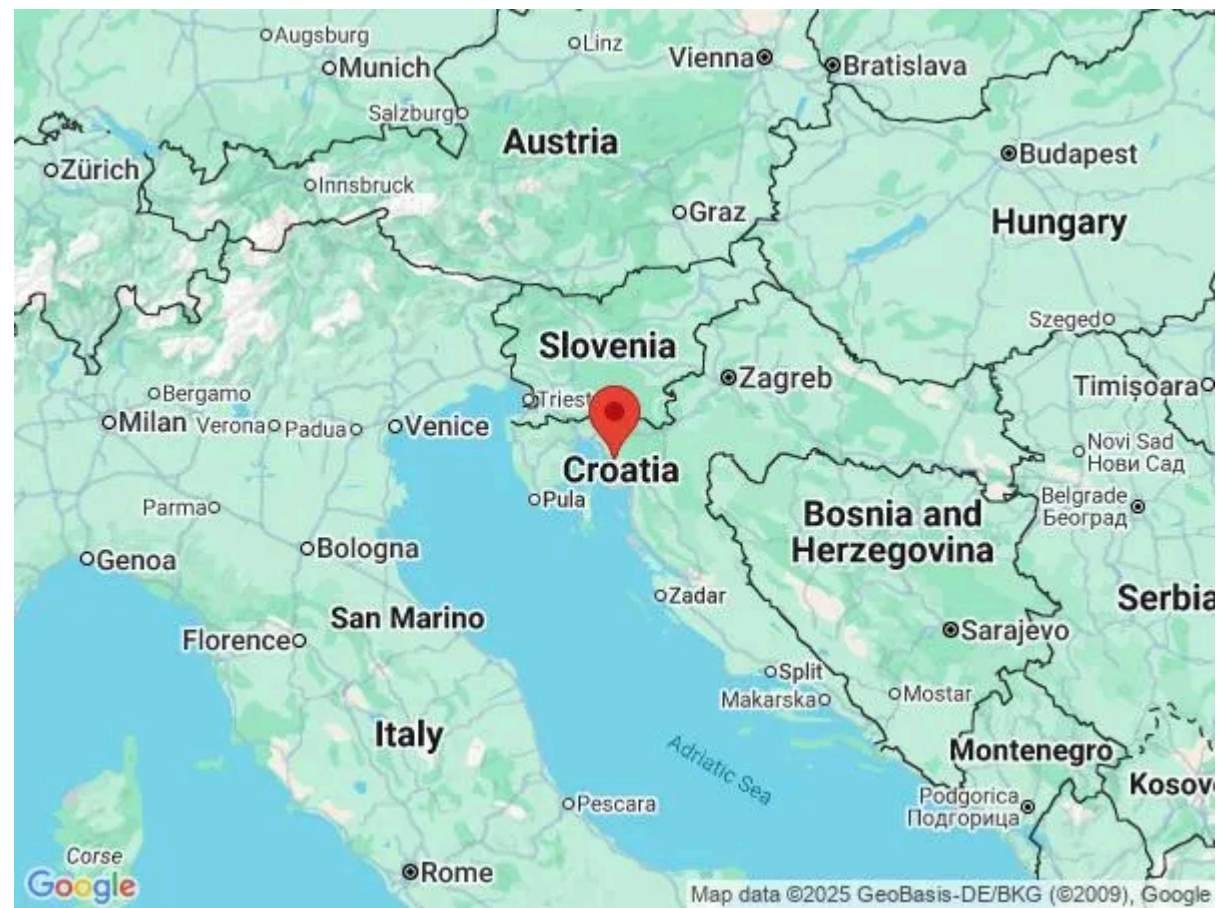 Augsburg
Linz
Munich
Vienna
Bratislava
Salzburg
Austria
Budapest
Zürich
Innsbruck
Graz
Hungary
Szeged
Slovenia
Zagreb
Timișoara
Bergamo
Triest
Milan
Verona
Padua
Venice
Novi Sad
Нови Сад
Croatia
Pula
Belgrade
Београд
Parma
Bosnia and
Herzegovina
Genoa
Bologna
Zadar
Serbia
San Marino
Florence
Sarajevo
Split
Makarska
Mostar
Italy
Adriatic Sea
Montenegro
Kosovo
Pescara
Podgorica
Подгорица
Corse
Google
Rome
Map data ©2025 GeoBasis-DE/BKG (©2009), Google